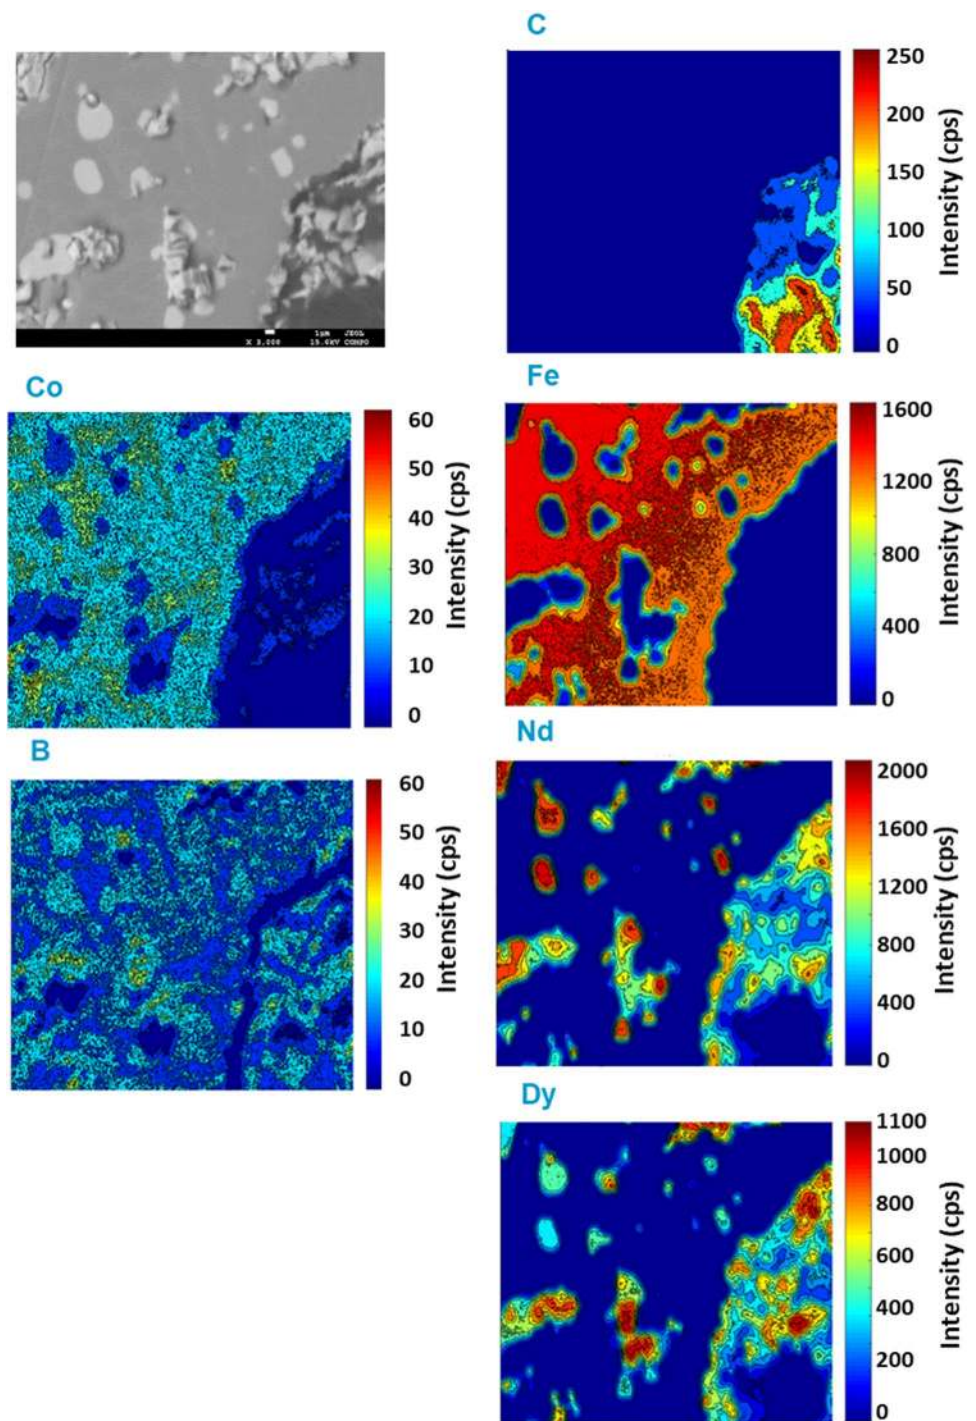 C
250
200
150
100
50
0
Intensity (cps)
1µm JEOL
X 3,000 15.0kV COMPO
Co
60
50
40
30
20
10
0
Intensity (cps)
Fe
1600
1200
800
400
0
Intensity (cps)
B
60
50
40
30
20
10
0
Intensity (cps)
Nd
2000
1600
1200
800
400
0
Intensity (cps)
Dy
1100
1000
800
600
400
200
0
Intensity (cps)